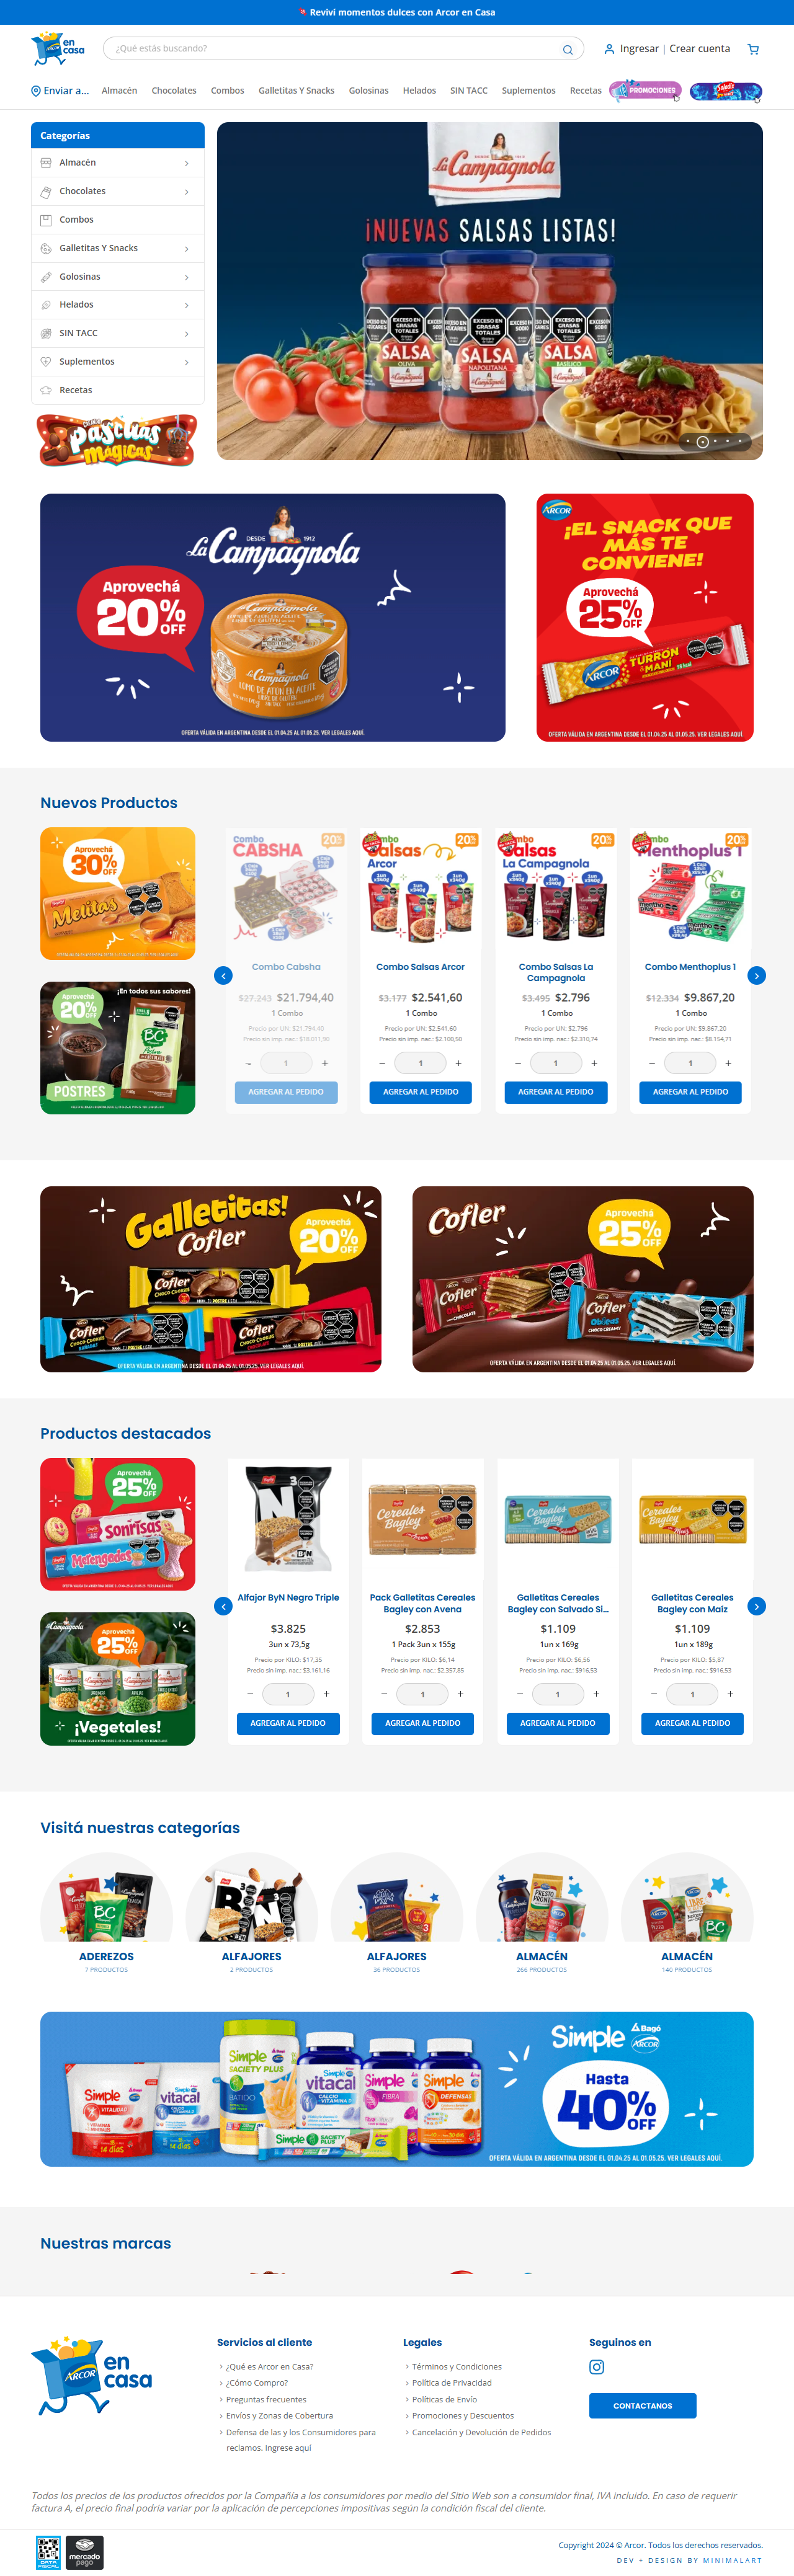 Reviví momentos dulces con Arcor en Casa
ARCOR en casa
¿Qué estás buscando?
Ingresar | Crear cuenta
Enviar a...
Almacén
Chocolates
Combos
Galletitas Y Snacks
Golosinas
Helados
SIN TACC
Suplementos
Recetas
PROMOCIONES
Categorías
Almacén
Chocolates
Combos
Galletitas Y Snacks
Golosinas
Helados
SIN TACC
Suplementos
Recetas
Pascuas
mágicas
La Campagnola
¡NUEVAS SALSAS LISTAS!
SALSA
OLIVA
SALSA
NAPOLITANA
SALSA
DESDE 1912
La Campagnola
Aprovechá
20%
OFF
OFERTA VÁLIDA EN ARGENTINA DESDE EL 01.04.25 AL 01.05.25. VER LEGALES AQUÍ.
ARCOR
¡EL SNACK QUE
MÁS TE
CONVIENE!
Aprovechá
25%
OFF
ARCOR
TURRÓN
&MANÍ
OFERTA VÁLIDA EN ARGENTINA DESDE EL 01.04.25 AL 01.05.25. VER LEGALES AQUÍ.
Nuevos Productos
Aprovechá
30%
OFF
Melitas
Aprovechá
20%
OFF
¡En todos sus sabores!
BC
POSTRES
Combo
CABSHA
20%
Combo Cabsha
$27.243 $21.794,40
1 Combo
Precio por UN: $21.794,40
Precio sin imp. nac.: $18.011,90
− 1 +
AGREGAR AL PEDIDO
Salsas
Arcor
20%
Combo Salsas Arcor
$3.177 $2.541,60
1 Combo
Precio por UN: $2.541,60
Precio sin imp. nac.: $2.100,50
− 1 +
AGREGAR AL PEDIDO
Salsas
La Campagnola
20%
Combo Salsas La
Campagnola
$3.495 $2.796
1 Combo
Precio por UN: $2.796
Precio sin imp. nac.: $2.310,74
− 1 +
AGREGAR AL PEDIDO
Menthoplus 1
20%
Combo Menthoplus 1
$12.334 $9.867,20
1 Combo
Precio por UN: $9.867,20
Precio sin imp. nac.: $8.154,71
− 1 +
AGREGAR AL PEDIDO
Galletitas!
Cofler
Aprovechá
20%
OFF
OFERTA VÁLIDA EN ARGENTINA DESDE EL 01.04.25 AL 01.05.25. VER LEGALES AQUÍ.
Cofler
Aprovechá
25%
OFF
OFERTA VÁLIDA EN ARGENTINA DESDE EL 01.04.25 AL 01.05.25. VER LEGALES AQUÍ.
Productos destacados
Aprovechá
25%
OFF
Sonrisas
Merengadas
La Campagnola
Aprovechá
25%
OFF
¡Vegetales!
Alfajor ByN Negro Triple
$3.825
3un x 73,5g
Precio por KILO: $17,35
Precio sin imp. nac.: $3.161,16
− 1 +
AGREGAR AL PEDIDO
Pack Galletitas Cereales
Bagley con Avena
$2.853
1 Pack 3un x 155g
Precio por KILO: $6,14
Precio sin imp. nac.: $2.357,85
− 1 +
AGREGAR AL PEDIDO
Galletitas Cereales
Bagley con Salvado Si...
$1.109
1un x 169g
Precio por KILO: $6,56
Precio sin imp. nac.: $916,53
− 1 +
AGREGAR AL PEDIDO
Galletitas Cereales
Bagley con Maíz
$1.109
1un x 189g
Precio por KILO: $5,87
Precio sin imp. nac.: $916,53
− 1 +
AGREGAR AL PEDIDO
Visitá nuestras categorías
ADEREZOS
7 PRODUCTOS
ALFAJORES
2 PRODUCTOS
ALFAJORES
36 PRODUCTOS
ALMACÉN
266 PRODUCTOS
ALMACÉN
140 PRODUCTOS
Simple
Bagó
ARCOR
Hasta
40%
OFF
OFERTA VÁLIDA EN ARGENTINA DESDE EL 01.04.25 AL 01.05.25. VER LEGALES AQUÍ.
Nuestras marcas
ARCOR en casa
Servicios al cliente
¿Qué es Arcor en Casa?
¿Cómo Compro?
Preguntas frecuentes
Envíos y Zonas de Cobertura
Defensa de las y los Consumidores para
reclamos. Ingrese aquí
Legales
Términos y Condiciones
Política de Privacidad
Políticas de Envío
Promociones y Descuentos
Cancelación y Devolución de Pedidos
Seguinos en
CONTACTANOS
Todos los precios de los productos ofrecidos por la Compañía a los consumidores por medio del Sitio Web son a consumidor final, IVA incluido. En caso de requerir
factura A, el precio final podría variar por la aplicación de percepciones impositivas según la condición fiscal del cliente.
DATA FISCAL
mercado
pago
Copyright 2024 © Arcor. Todos los derechos reservados.
DEV + DESIGN BY MINIMALART